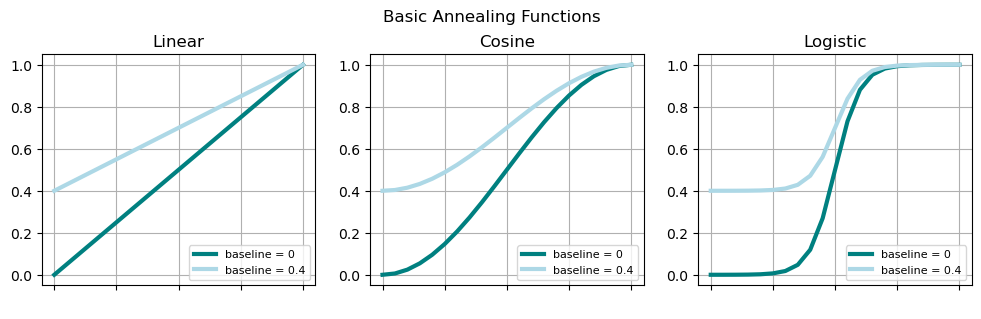 Basic Annealing Functions
Linear
1.0
0.8
0.6
0.4
0.2
0.0
baseline = 0
baseline = 0.4
Cosine
1.0
0.8
0.6
0.4
0.2
0.0
baseline = 0
baseline = 0.4
Logistic
1.0
0.8
0.6
0.4
0.2
0.0
baseline = 0
baseline = 0.4